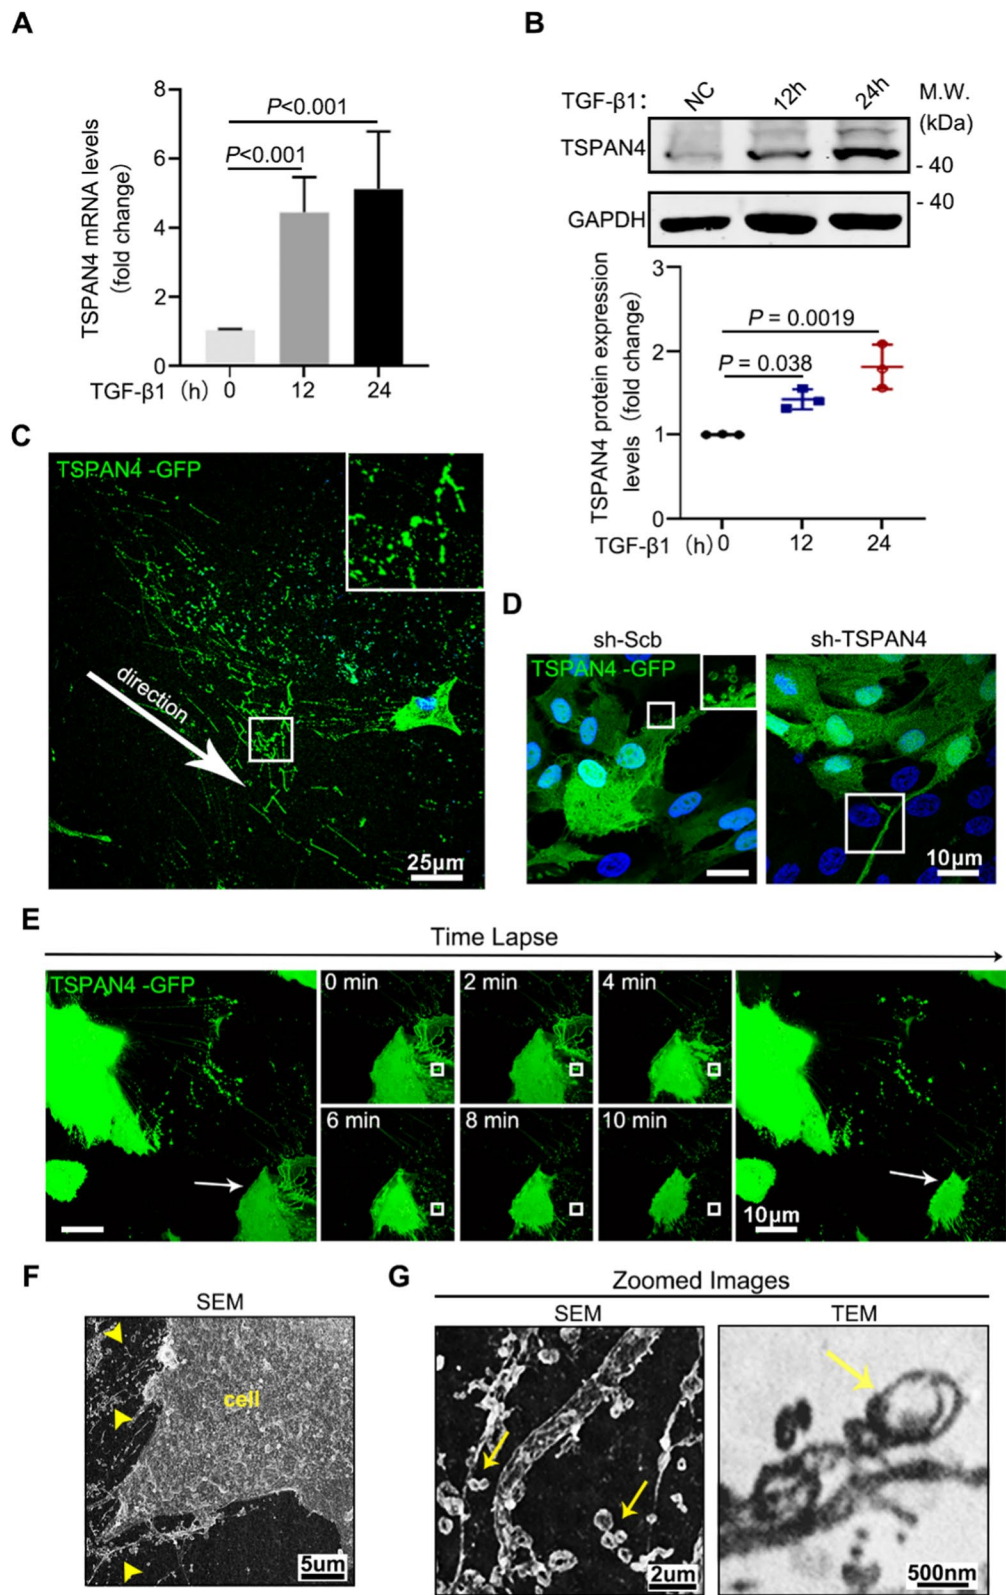 A
TSPAN4 mRNA levels
(fold change)
8
6
4
2
0
P<0.001
P<0.001
TGF-β1 (h) 0 12 24
B
TGF-β1: NC 12h 24h M.W.
(kDa)
TSPAN4
- 40
- 40
GAPDH
TSPAN4 protein expression
levels (fold change)
3
2
1
0
P = 0.0019
P = 0.038
TGF-β1 (h) 0 12 24
C
TSPAN4 -GFP
direction
25μm
D
sh-Scb sh-TSPAN4
TSPAN4 -GFP
10μm
E
Time Lapse
TSPAN4 -GFP
0 min 2 min 4 min
6 min 8 min 10 min
10μm
F
SEM
cell
5um
G
Zoomed Images
SEM TEM
2um
500nm